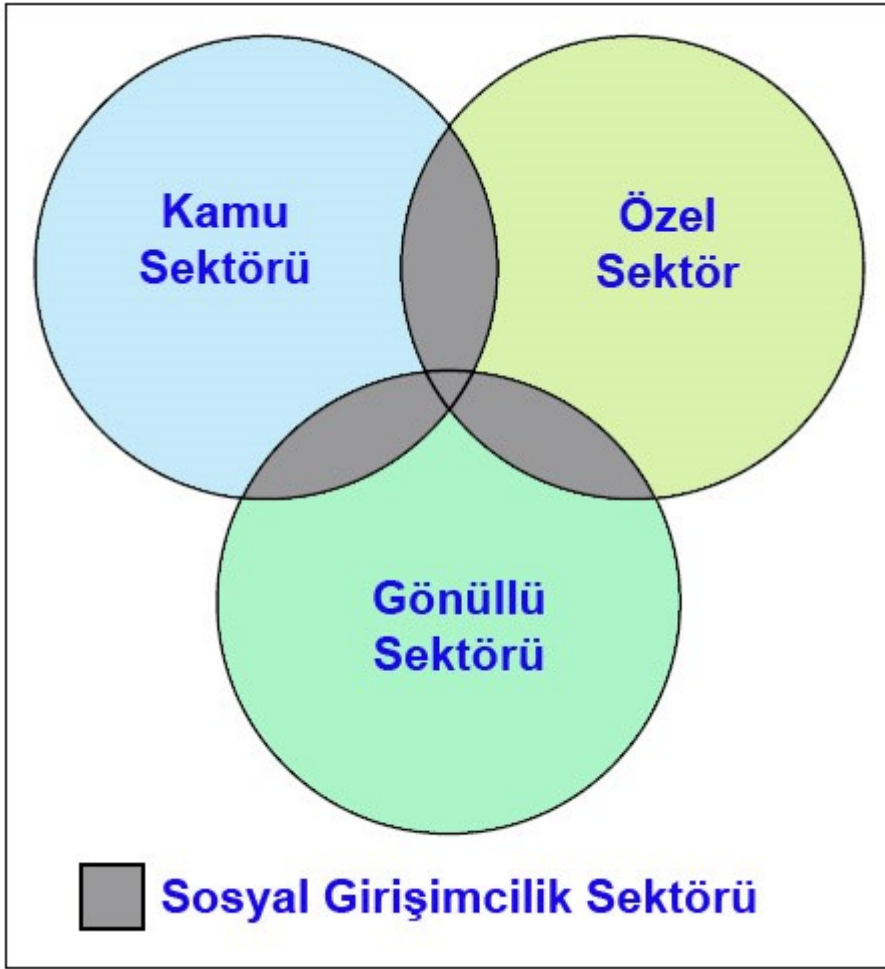 Kamu
Sektörü
Özel
Sektör
Gönüllü
Sektörü
Sosyal Girişimcilik Sektörü